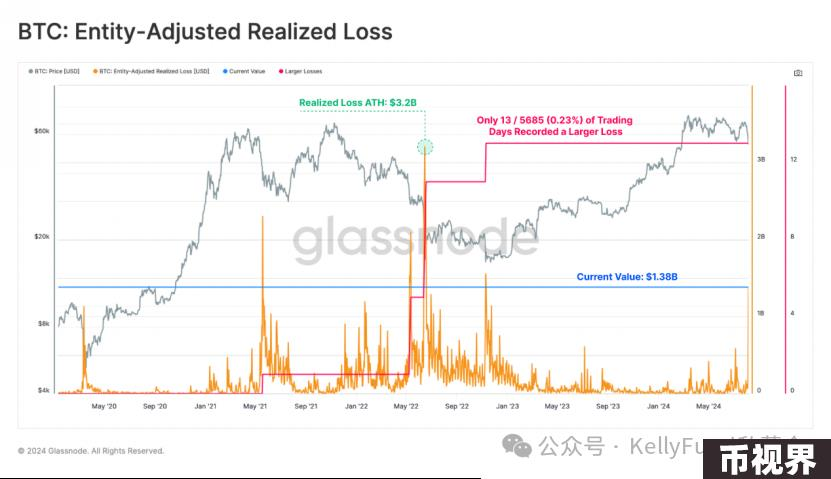 BTC: Entity-Adjusted Realized Loss
BTC: Price [USD] BTC: Entity-Adjusted Realized Loss [USD] Current Value Larger Losses
Realized Loss ATH: $3.2B
Only 13 / 5685 (0.23%) of Trading
Days Recorded a Larger Loss
$60k
3B
12
glassnode
$20k
2B
8
Current Value: $1.38B
$8k
1B
4
$4k
0
0
May '20 Sep '20 Jan '21 May '21 Sep '21 Jan '22 May '22 Sep '22 Jan '23 May '23 Sep '23 Jan '24 May '24
© 2024 Glassnode. All Rights Reserved.
公众号 · KellyFu
币视界